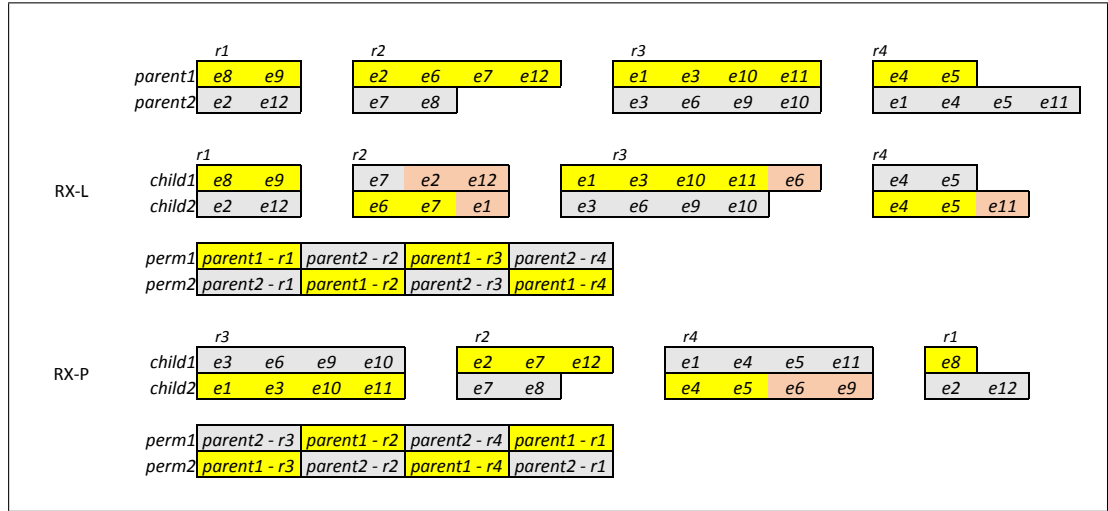 r1 r2 r3 r4
parent1 e8 e9 e2 e6 e7 e12 e1 e3 e10 e11 e4 e5
parent2 e2 e12 e7 e8 e3 e6 e9 e10 e1 e4 e5 e11
r1 r2 r3 r4
RX-L
child1 e8 e9 e7 e2 e12 e1 e3 e10 e11 e6 e4 e5
child2 e2 e12 e6 e7 e1 e3 e6 e9 e10 e4 e5 e11
perm1 parent1 - r1 parent2 - r2 parent1 - r3 parent2 - r4
perm2 parent2 - r1 parent1 - r2 parent2 - r3 parent1 - r4
r3 r2 r4 r1
RX-P
child1 e3 e6 e9 e10 e2 e7 e12 e1 e4 e5 e11 e8
child2 e1 e3 e10 e11 e7 e8 e4 e5 e6 e9 e2 e12
perm1 parent2 - r3 parent1 - r2 parent2 - r4 parent1 - r1
perm2 parent1 - r3 parent2 - r2 parent1 - r4 parent2 - r1